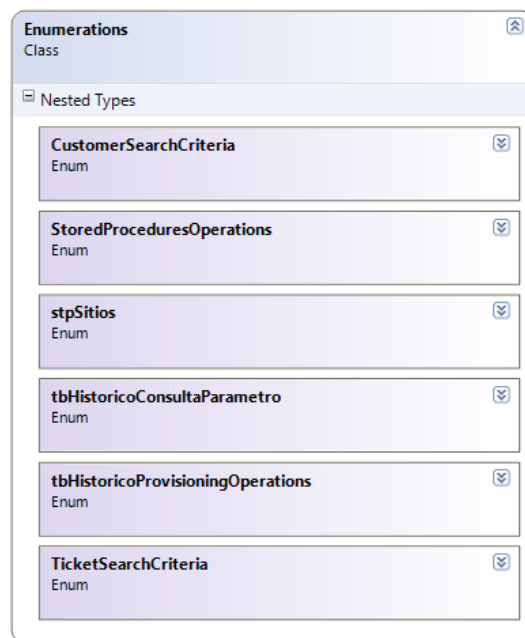 Enumerations
Class
Nested Types
CustomerSearchCriteria
Enum
StoredProceduresOperations
Enum
stpSitios
Enum
tbHistoricoConsultaParametro
Enum
tbHistoricoProvisioningOperations
Enum
TicketSearchCriteria
Enum